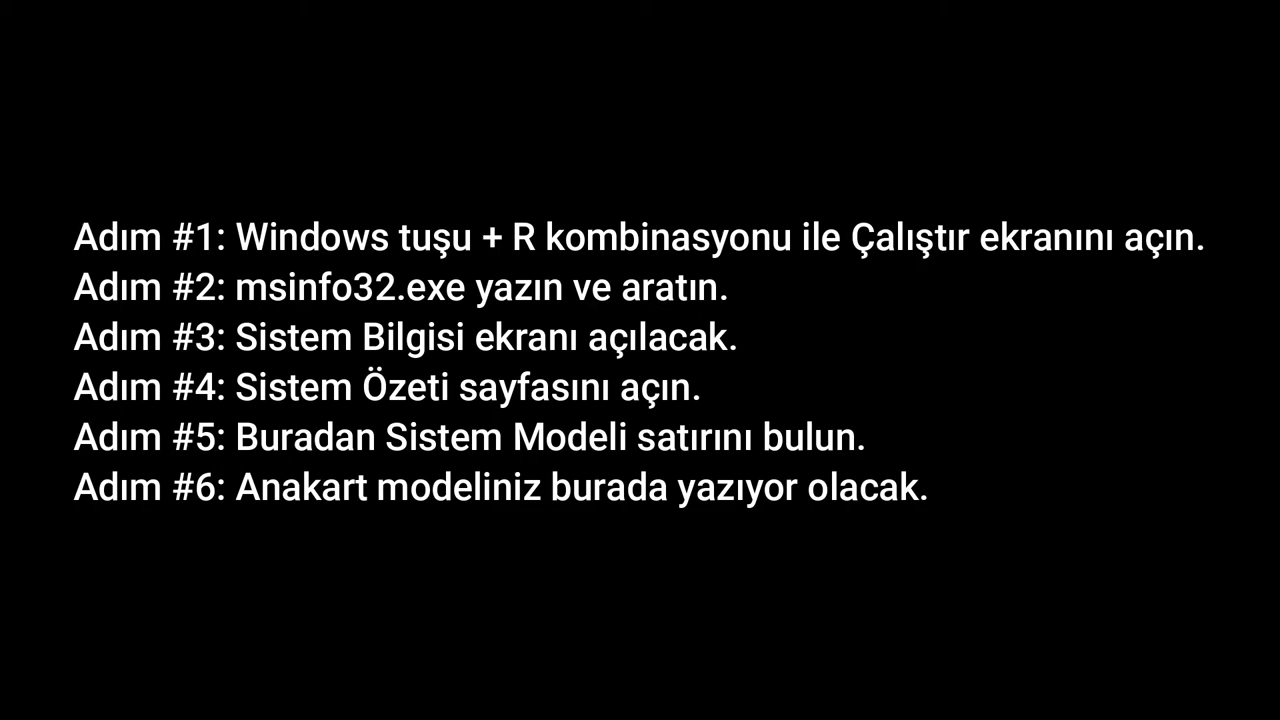 Adım #1: Windows tuşu + R kombinasyonu ile Çalıştır ekranını açın.
Adım #2: msinfo32.exe yazın ve aratın.
Adım #3: Sistem Bilgisi ekranı açılacak.
Adım #4: Sistem Özeti sayfasını açın.
Adım #5: Buradan Sistem Modeli satırını bulun.
Adım #6: Anakart modeliniz burada yazıyor olacak.